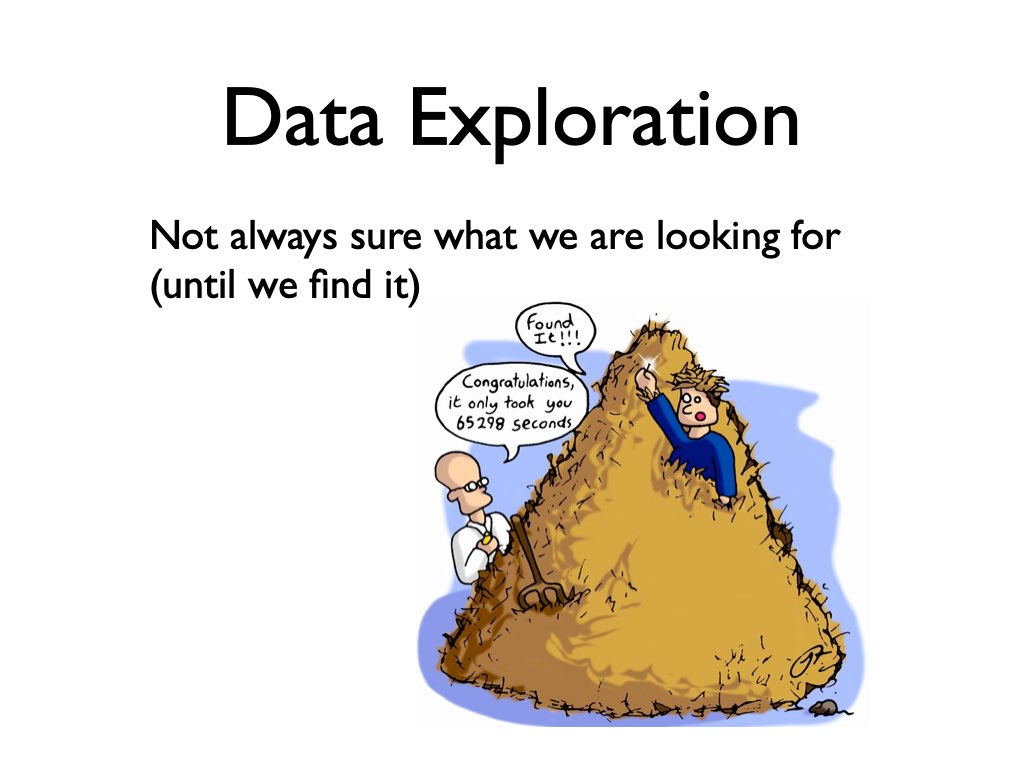 Data Exploration
Not always sure what we are looking for
(until we find it)
Found
It!!!
Congratulations,
it only took you
65298 seconds